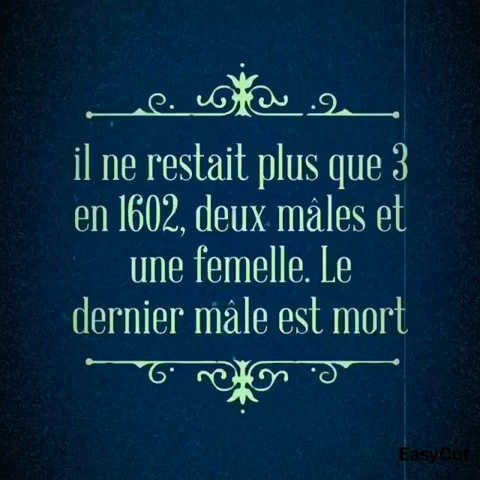 il ne restait plus que 3
en 1602, deux mâles et
une femelle. Le
dernier mâle est mort
EasyCut